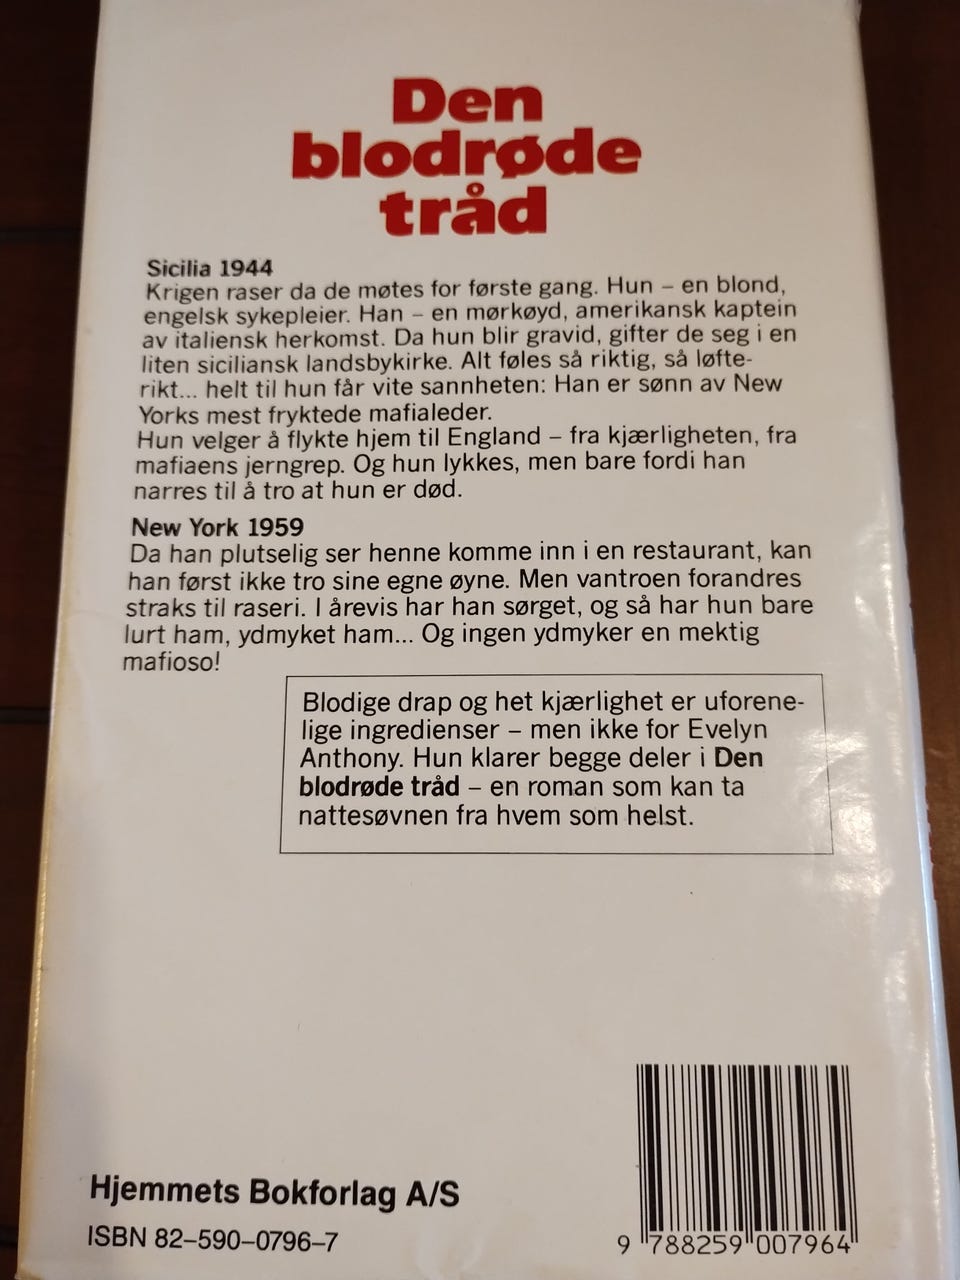 Den
blodrøde
tråd
Sicilia 1944
Krigen raser da de møtes for første gang. Hun – en blond,
engelsk sykepleier. Han – en mørkøyd, amerikansk kaptein
av italiensk herkomst. Da hun blir gravid, gifter de seg i en
liten siciliansk landsbykirke. Alt føles så riktig, så løfte-
rikt... helt til hun får vite sannheten: Han er sønn av New
Yorks mest fryktede mafialeder.
Hun velger å flykte hjem til England – fra kjærligheten, fra
mafiaens jerngrep. Og hun lykkes, men bare fordi han
narres til å tro at hun er død.
New York 1959
Da han plutselig ser henne komme inn i en restaurant, kan
han først ikke tro sine egne øyne. Men vantroen forandres
straks til raseri. I årevis har han sørget, og så har hun bare
lurt ham, ydmyket ham... Og ingen ydmyker en mektig
mafioso!
Blodige drap og het kjærlighet er uforene-
lige ingredienser – men ikke for Evelyn
Anthony. Hun klarer begge deler i Den
blodrøde tråd – en roman som kan ta
nattesøvnen fra hvem som helst.
Hjemmets Bokforlag A/S
ISBN 82–590–0796–7
9 788259 007964